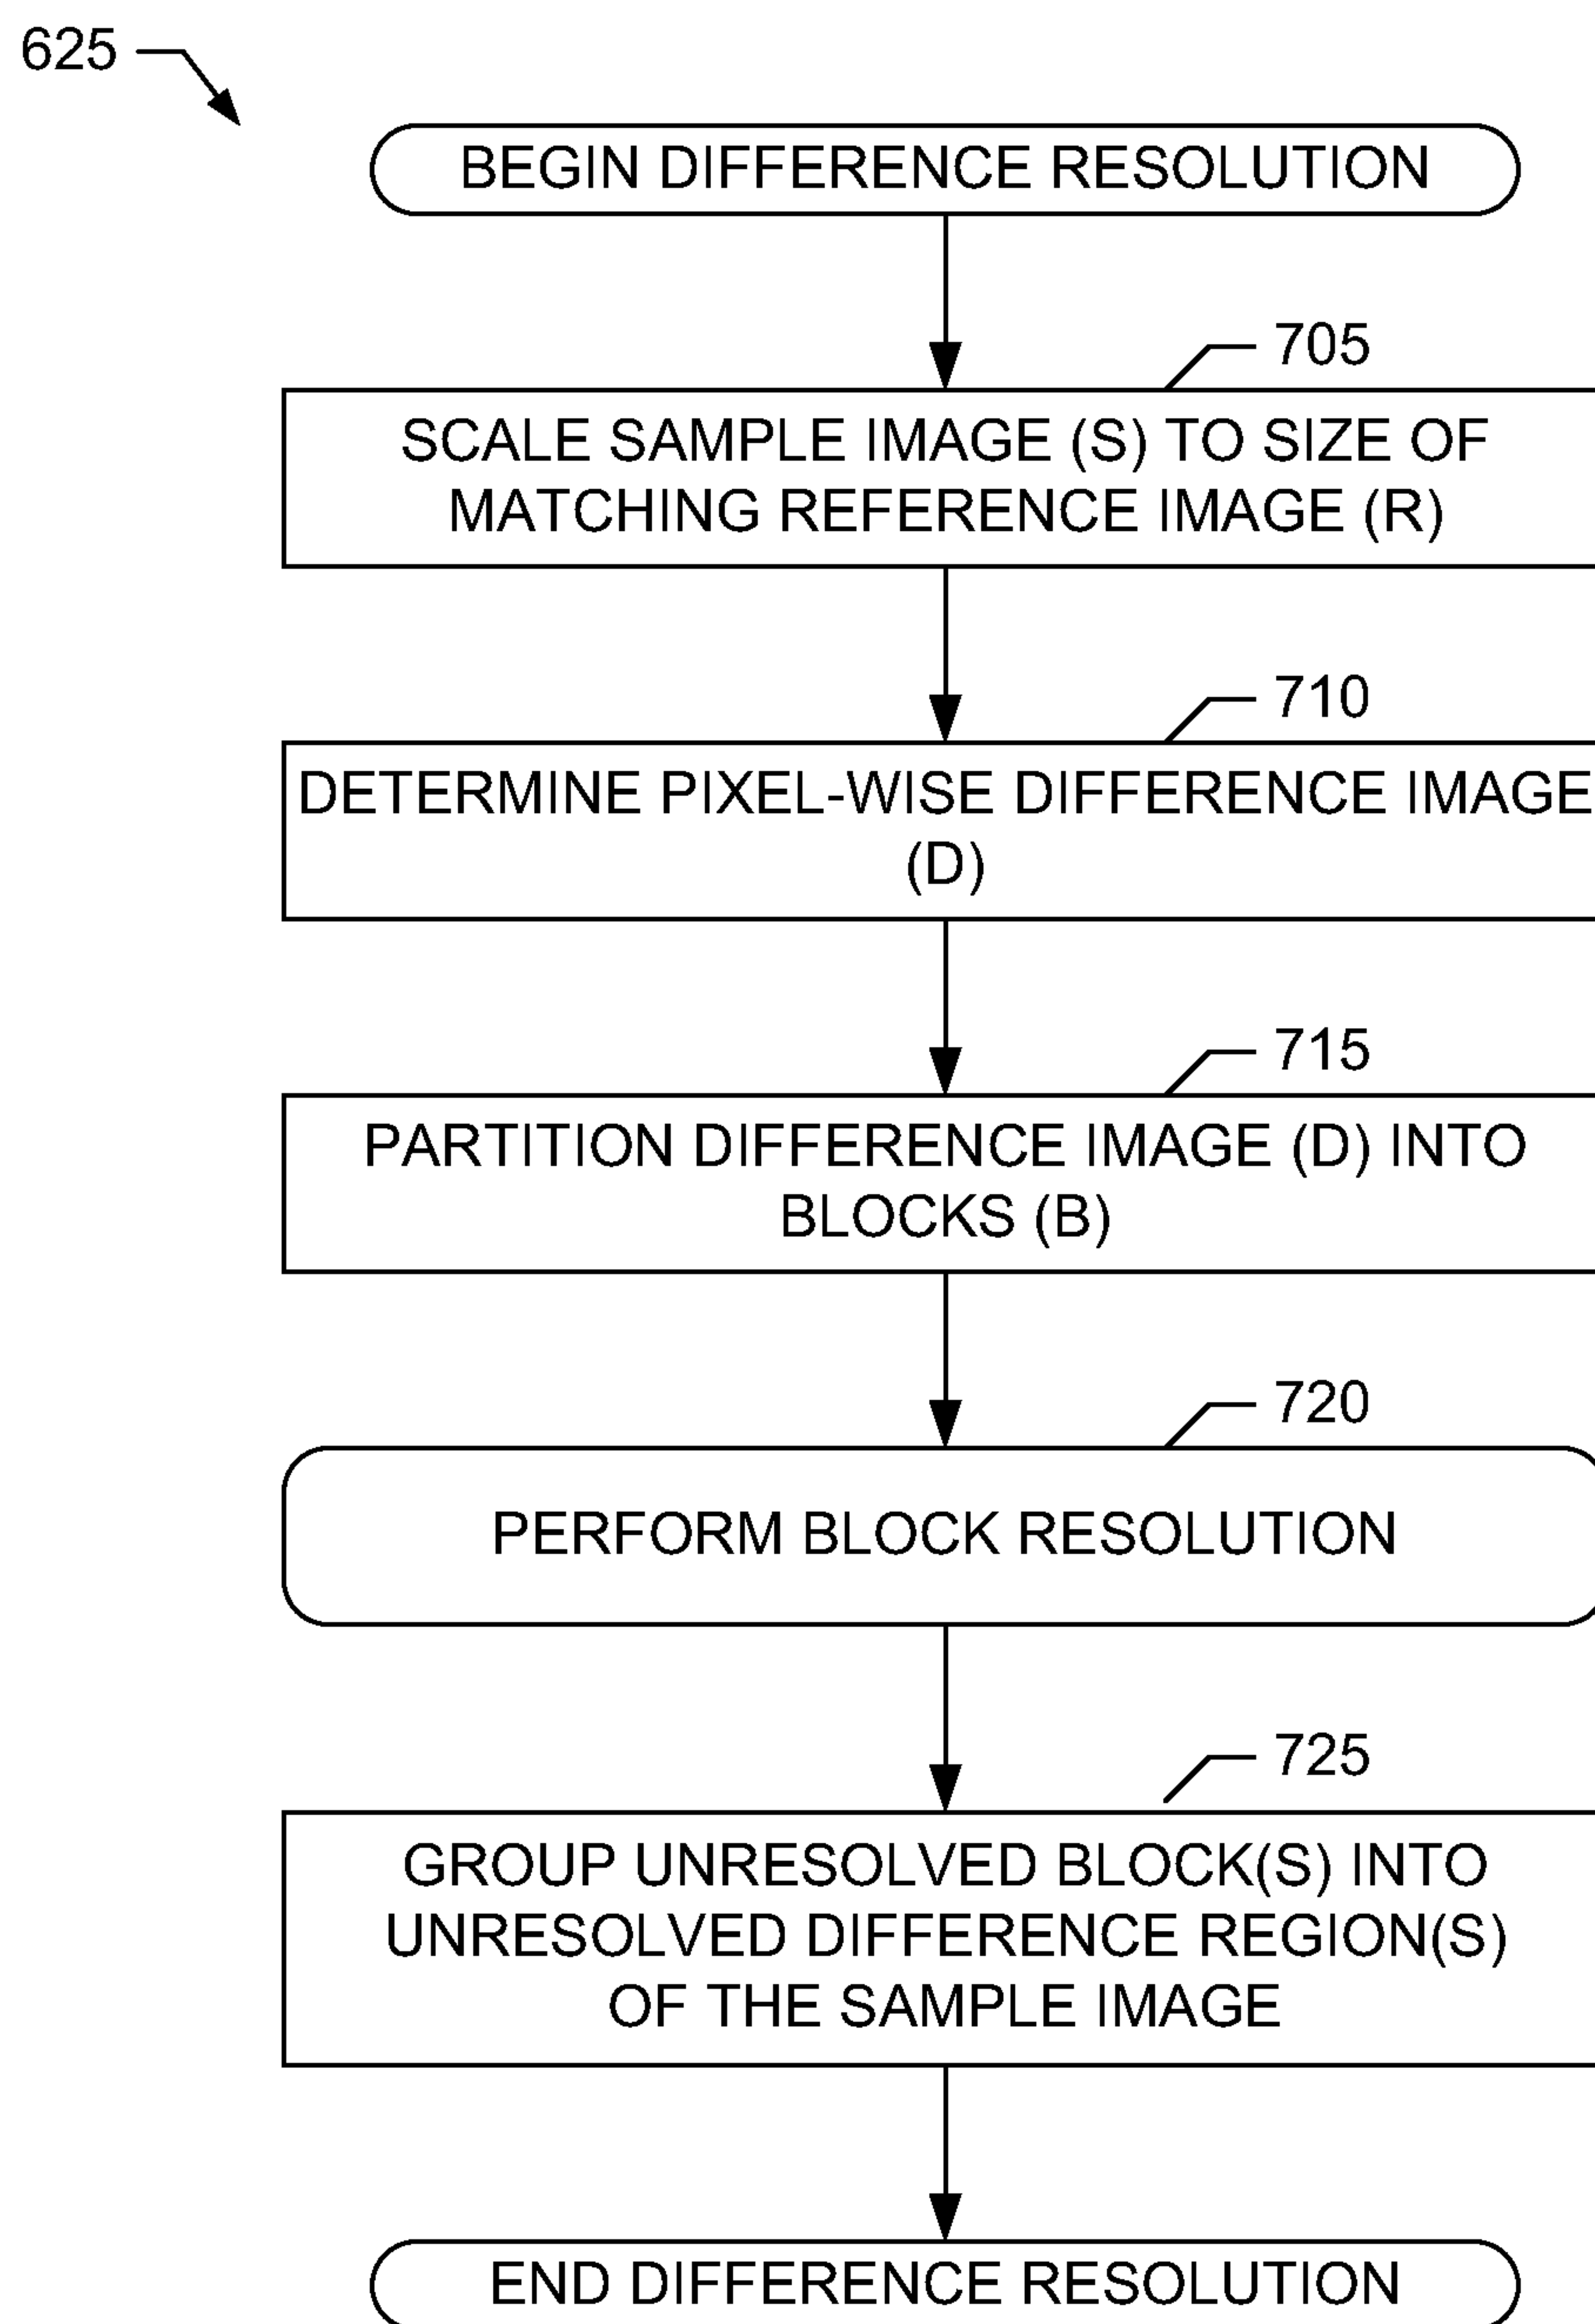 625
BEGIN DIFFERENCE RESOLUTION
705
SCALE SAMPLE IMAGE (S) TO SIZE OF
MATCHING REFERENCE IMAGE (R)
710
DETERMINE PIXEL-WISE DIFFERENCE IMAGE
(D)
715
PARTITION DIFFERENCE IMAGE (D) INTO
BLOCKS (B)
720
PERFORM BLOCK RESOLUTION
725
GROUP UNRESOLVED BLOCK(S) INTO
UNRESOLVED DIFFERENCE REGION(S)
OF THE SAMPLE IMAGE
END DIFFERENCE RESOLUTION